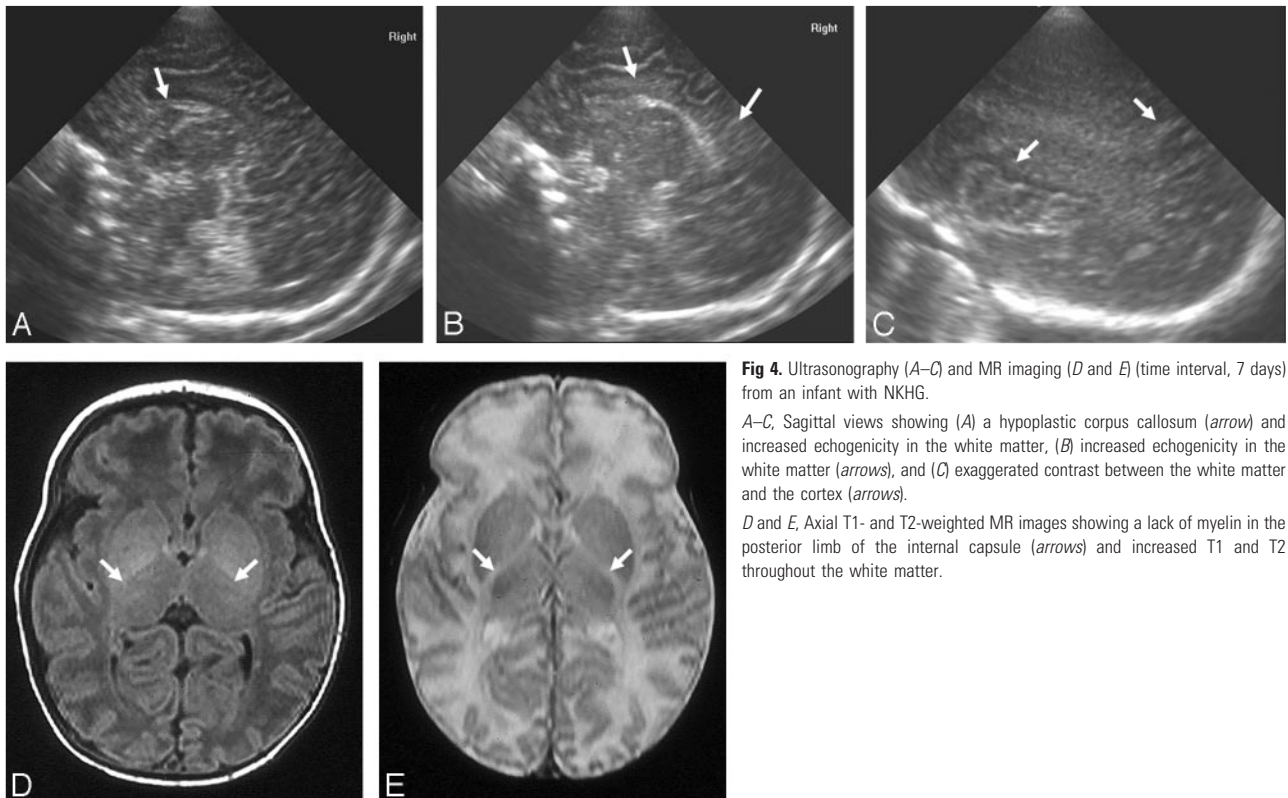 Right
Right
A
B
C
D
E
Fig 4. Ultrasonography (A–C) and MR imaging (D and E) (time interval, 7 days)
from an infant with NKHG.
A–C, Sagittal views showing (A) a hypoplastic corpus callosum (arrow) and
increased echogenicity in the white matter, (B) increased echogenicity in the
white matter (arrows), and (C) exaggerated contrast between the white matter
and the cortex (arrows).
D and E, Axial T1- and T2-weighted MR images showing a lack of myelin in the
posterior limb of the internal capsule (arrows) and increased T1 and T2
throughout the white matter.